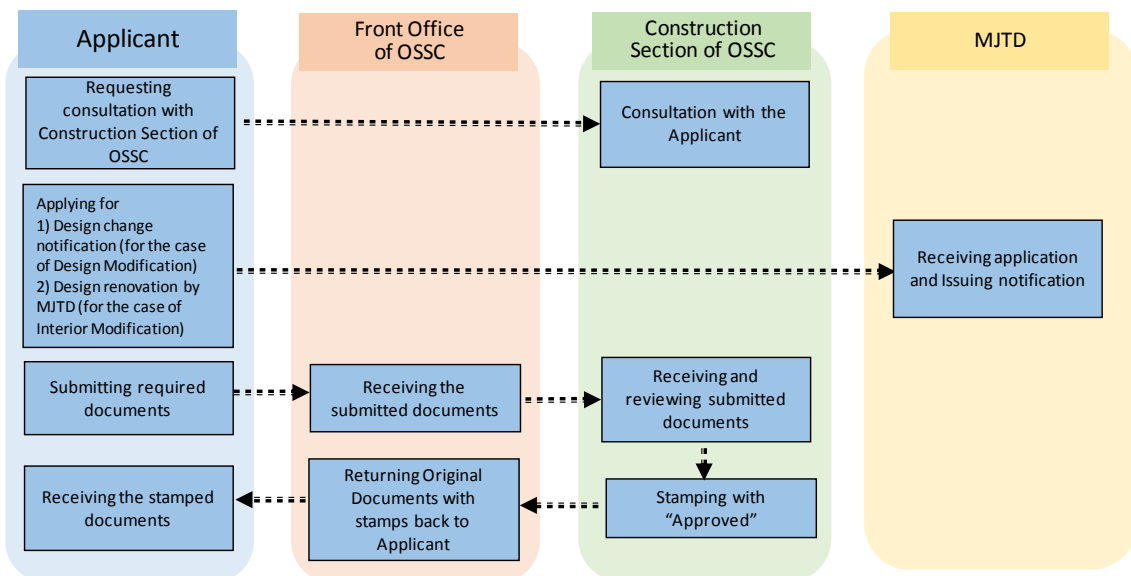 Applicant
Front Office
of OSSC
Construction
Section of OSSC
MJTD
Requesting
consultation with
Construction Section of
OSSC
Consultation with the
Applicant
Applying for
1) Design change
notification (for the case
of Design Modification)
2) Design renovation by
MJTD (for the case of
Interior Modification)
Receiving application
and Issuing notification
Submitting required
documents
Receiving the
submitted documents
Receiving and
reviewing submitted
documents
Receiving the stamped
documents
Returning Original
Documents with
stamps back to
Applicant
Stamping with
“Approved”